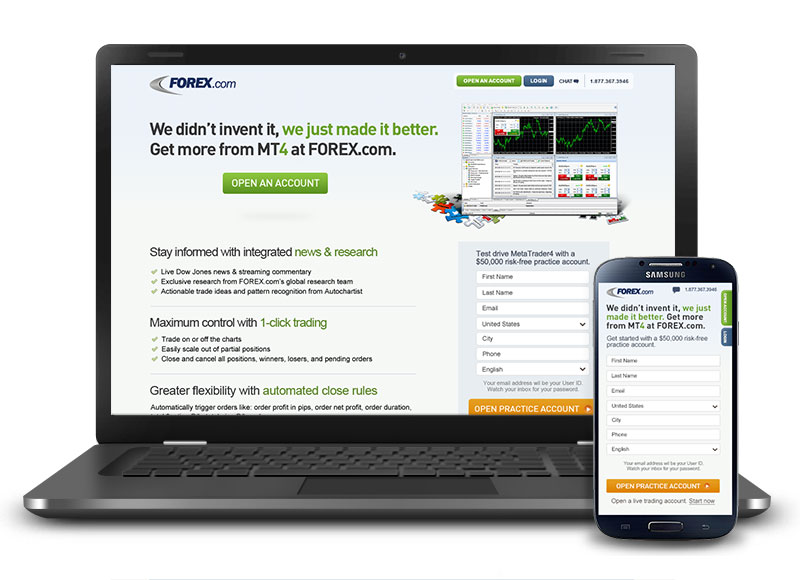 FOREX.com
OPEN AN ACCOUNT
LOGIN
CHAT
1.877.367.3946
We didn't invent it, we just made it better.
Get more from MT4 at FOREX.com.
OPEN AN ACCOUNT
Stay informed with integrated news & research
Live Dow Jones news & streaming commentary
Exclusive research from FOREX.com's global research team
Actionable trade ideas and pattern recognition from Autochartist
Maximum control with 1-click trading
Trade on or off the charts
Easily scale out of partial positions
Close and cancel all positions, winners, losers, and pending orders
Greater flexibility with automated close rules
Automatically trigger orders like: order profit in pips, order net profit, order duration,
Test drive MetaTrader4 with a
$50,000 risk-free practice account.
First Name
Last Name
Email
United States
City
Phone
English
Your email address will be your User ID.
Watch your inbox for your password.
OPEN PRACTICE ACCOUNT
SAMSUNG
FOREX.com
1.877.367.3946
OPEN ACCOUNT
LOGIN
We didn't invent it, we just
made it better. Get more
from MT4 at FOREX.com.
Get started with a $50,000 risk-free
practice account.
First Name
Last Name
Email
United States
City
Phone
English
Your email address will be your User ID.
Watch your inbox for your password.
OPEN PRACTICE ACCOUNT
Open a live trading account. Start now